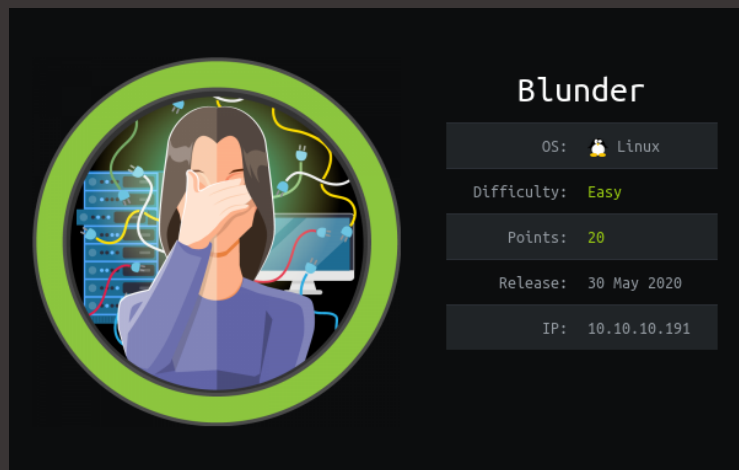 Blunder
OS: Linux
Difficulty: Easy
Points: 20
Release: 30 May 2020
IP: 10.10.10.191